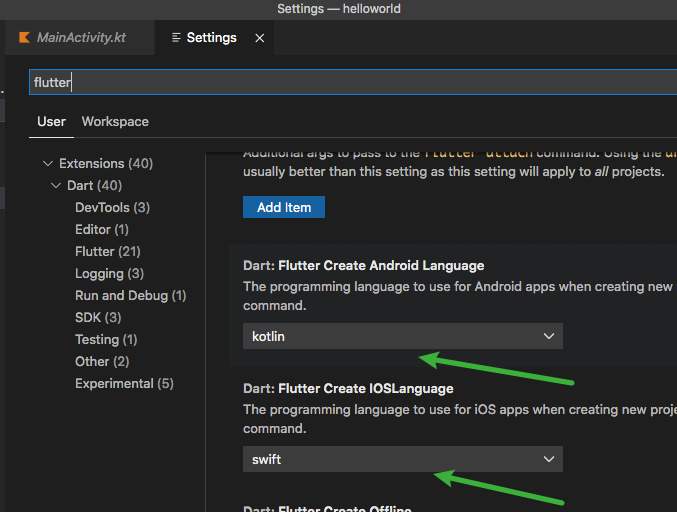 Settings — helloworld
MainActivity.kt
Settings
flutter
User
Workspace
Extensions (40)
Dart (40)
DevTools (3)
Editor (1)
Flutter (21)
Logging (3)
Run and Debug (1)
SDK (3)
Testing (1)
Other (2)
Experimental (5)
Additional args to pass to the flutter attach command. Using the
usually better than this setting as this setting will apply to all projects.
Add Item
Dart: Flutter Create Android Language
The programming language to use for Android apps when creating new
command.
kotlin
Dart: Flutter Create IOSLanguage
The programming language to use for iOS apps when creating new proje
command.
swift
Dart: Flutter Create Offline